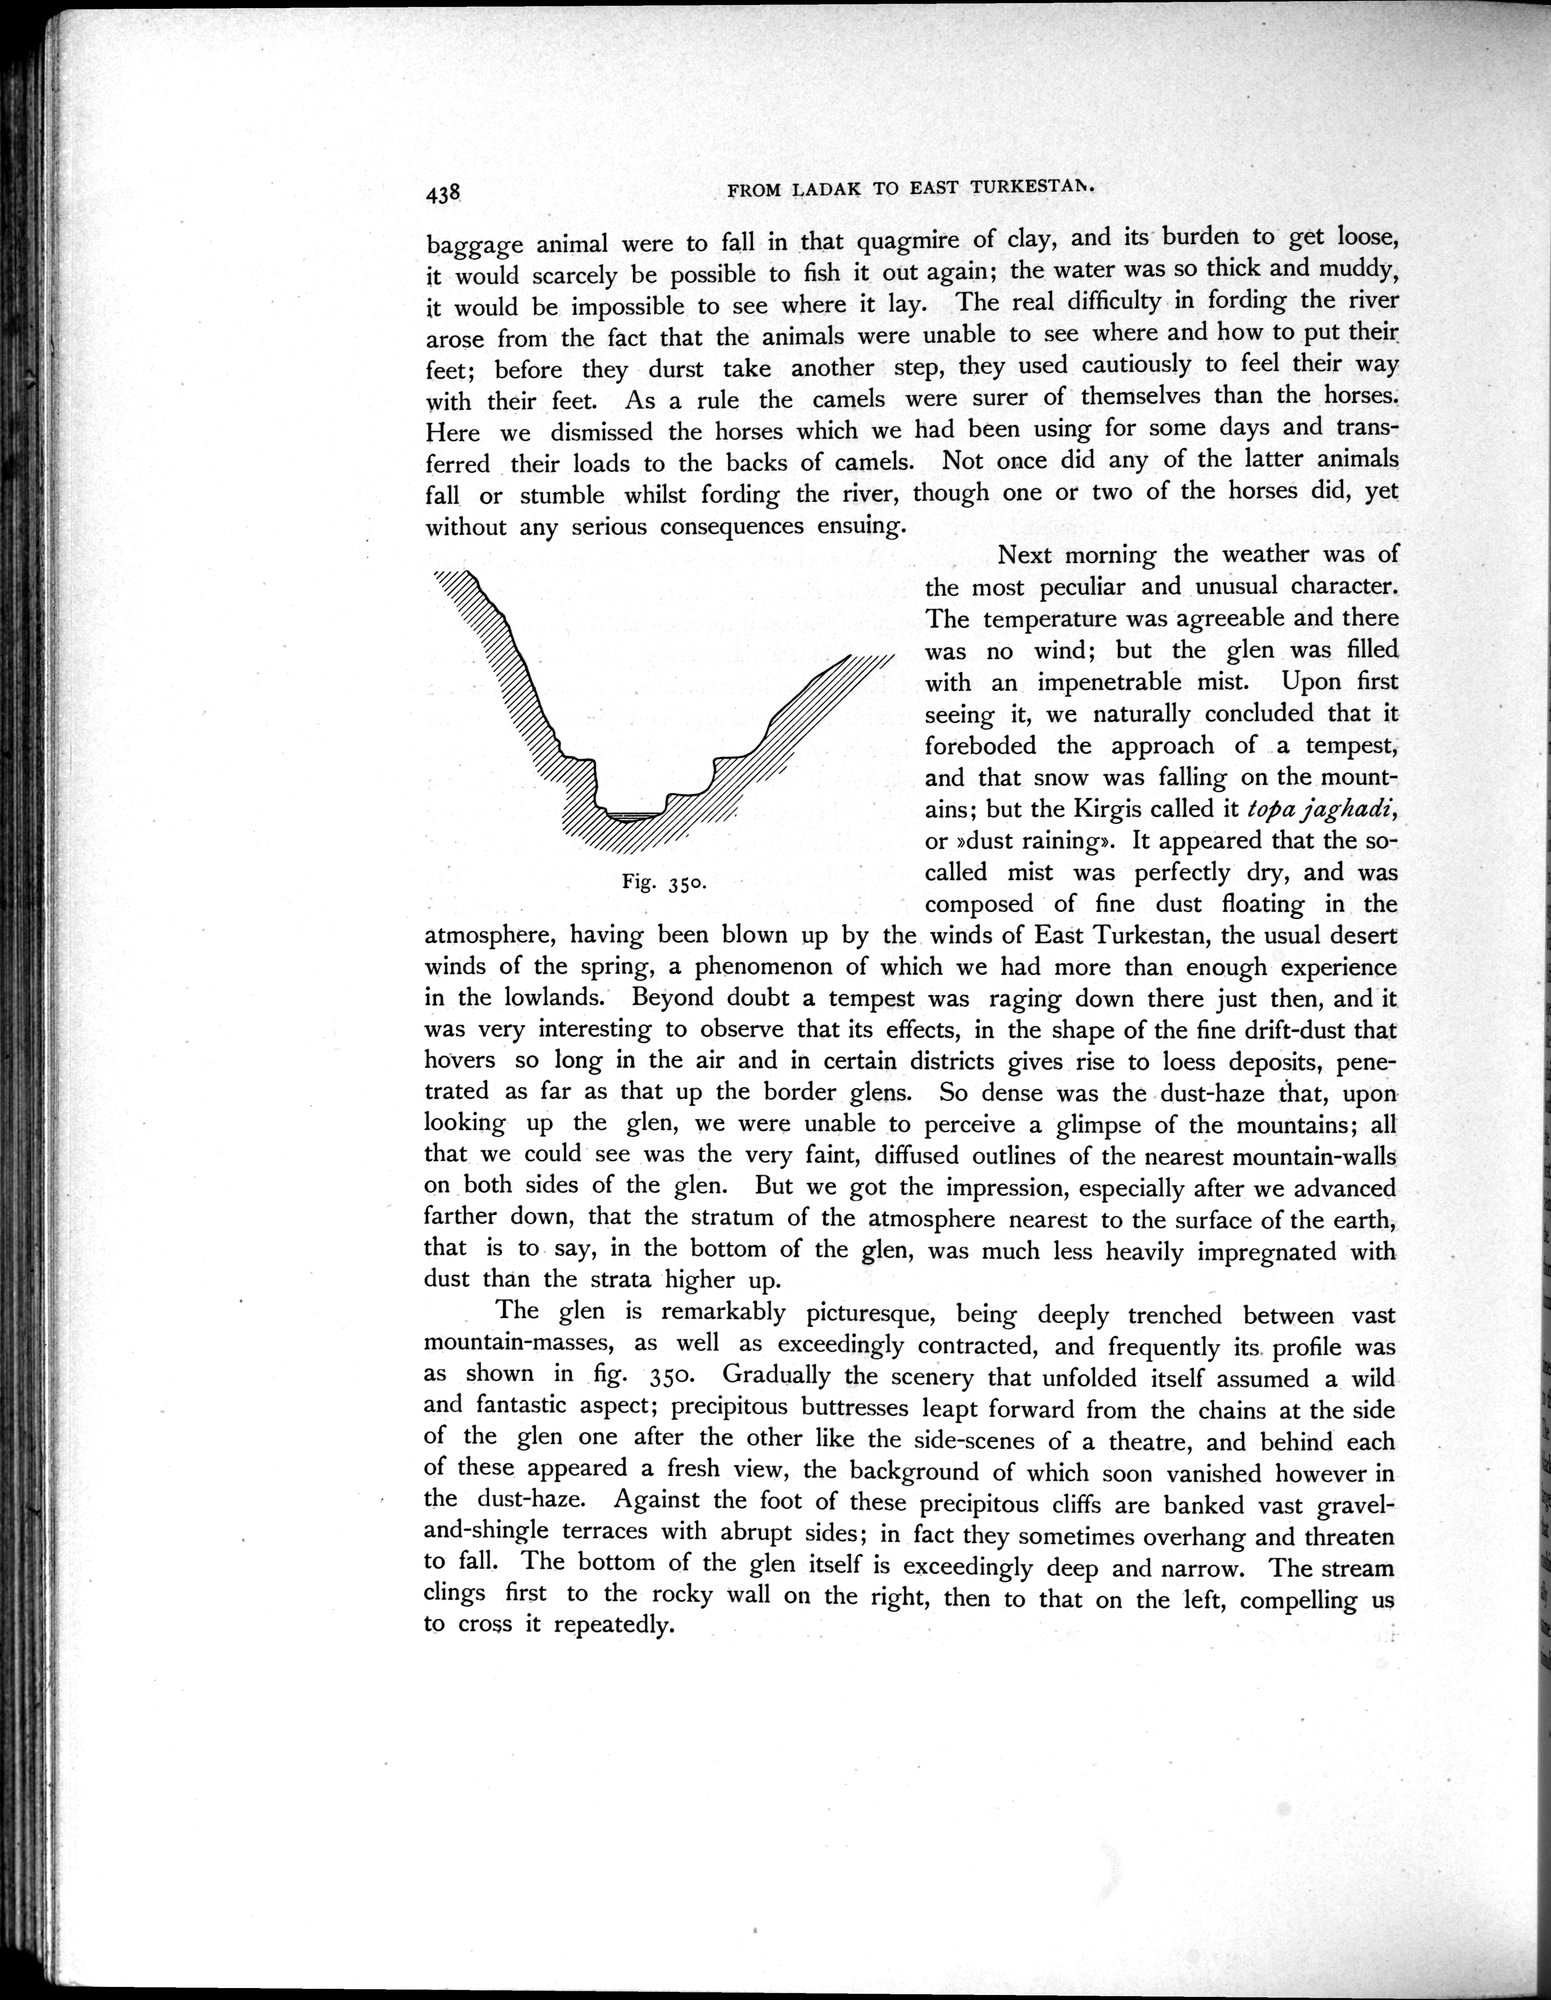 438
FROM LADAK TO EAST TURKESTAN.
baggage animal were to fall in that quagmire of clay, and its burden to get loose,
it would scarcely be possible to fish it out again; the water was so thick and muddy,
it would be impossible to see where it lay. The real difficulty in fording the river
arose from the fact that the animals were unable to see where and how to put their
feet; before they durst take another step, they used cautiously to feel their way
with their feet. As a rule the camels were surer of themselves than the horses.
Here we dismissed the horses which we had been using for some days and trans-
ferred their loads to the backs of camels. Not once did any of the latter animals
fall or stumble whilst fording the river, though one or two of the horses did, yet
without any serious consequences ensuing.
Next morning the weather was of
the most peculiar and unusual character.
The temperature was agreeable and there
was no wind; but the glen was filled
with an impenetrable mist. Upon first
seeing it, we naturally concluded that it
foreboded the approach of a tempest,
and that snow was falling on the mount-
ains; but the Kirgis called it topa jaghadi,
or »dust raining». It appeared that the so-
called mist was perfectly dry, and was
composed of fine dust floating in the
Fig. 350.
atmosphere, having been blown up by the winds of East Turkestan, the usual desert
winds of the spring, a phenomenon of which we had more than enough experience
in the lowlands. Beyond doubt a tempest was raging down there just then, and it
was very interesting to observe that its effects, in the shape of the fine drift-dust that
hovers so long in the air and in certain districts gives rise to loess deposits, pene-
trated as far as that up the border glens. So dense was the dust-haze that, upon
looking up the glen, we were unable to perceive a glimpse of the mountains; all
that we could see was the very faint, diffused outlines of the nearest mountain-walls
on both sides of the glen. But we got the impression, especially after we advanced
farther down, that the stratum of the atmosphere nearest to the surface of the earth,
that is to say, in the bottom of the glen, was much less heavily impregnated with
dust than the strata higher up.
The glen is remarkably picturesque, being deeply trenched between vast
mountain-masses, as well as exceedingly contracted, and frequently its profile was
as shown in fig. 350. Gradually the scenery that unfolded itself assumed a wild
and fantastic aspect; precipitous buttresses leapt forward from the chains at the side
of the glen one after the other like the side-scenes of a theatre, and behind each
of these appeared a fresh view, the background of which soon vanished however in
the dust-haze. Against the foot of these precipitous cliffs are banked vast gravel-
and-shingle terraces with abrupt sides; in fact they sometimes overhang and threaten
to fall. The bottom of the glen itself is exceedingly deep and narrow. The stream
clings first to the rocky wall on the right, then to that on the left, compelling us
to cross it repeatedly.